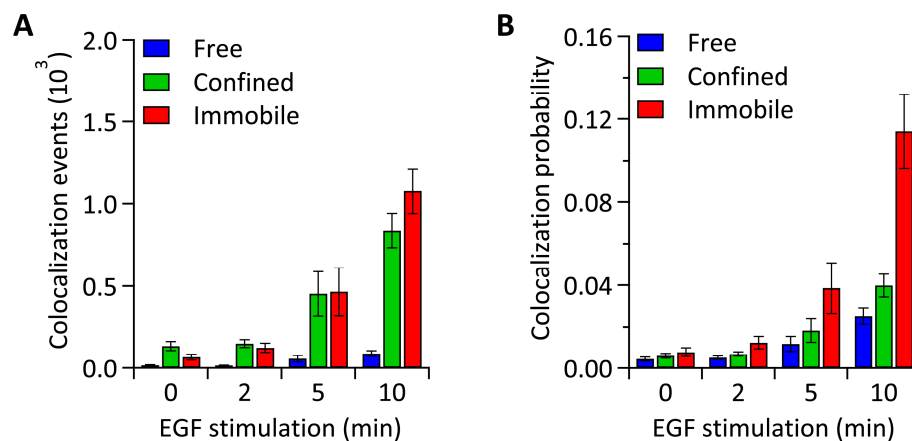 A
Colocalization events (10³)
2.0
1.5
1.0
0.5
0.0
Free
Confined
Immobile
0 2 5 10
EGF stimulation (min)
B
Colocalization probability
0.16
0.12
0.08
0.04
0.00
Free
Confined
Immobile
0 2 5 10
EGF stimulation (min)